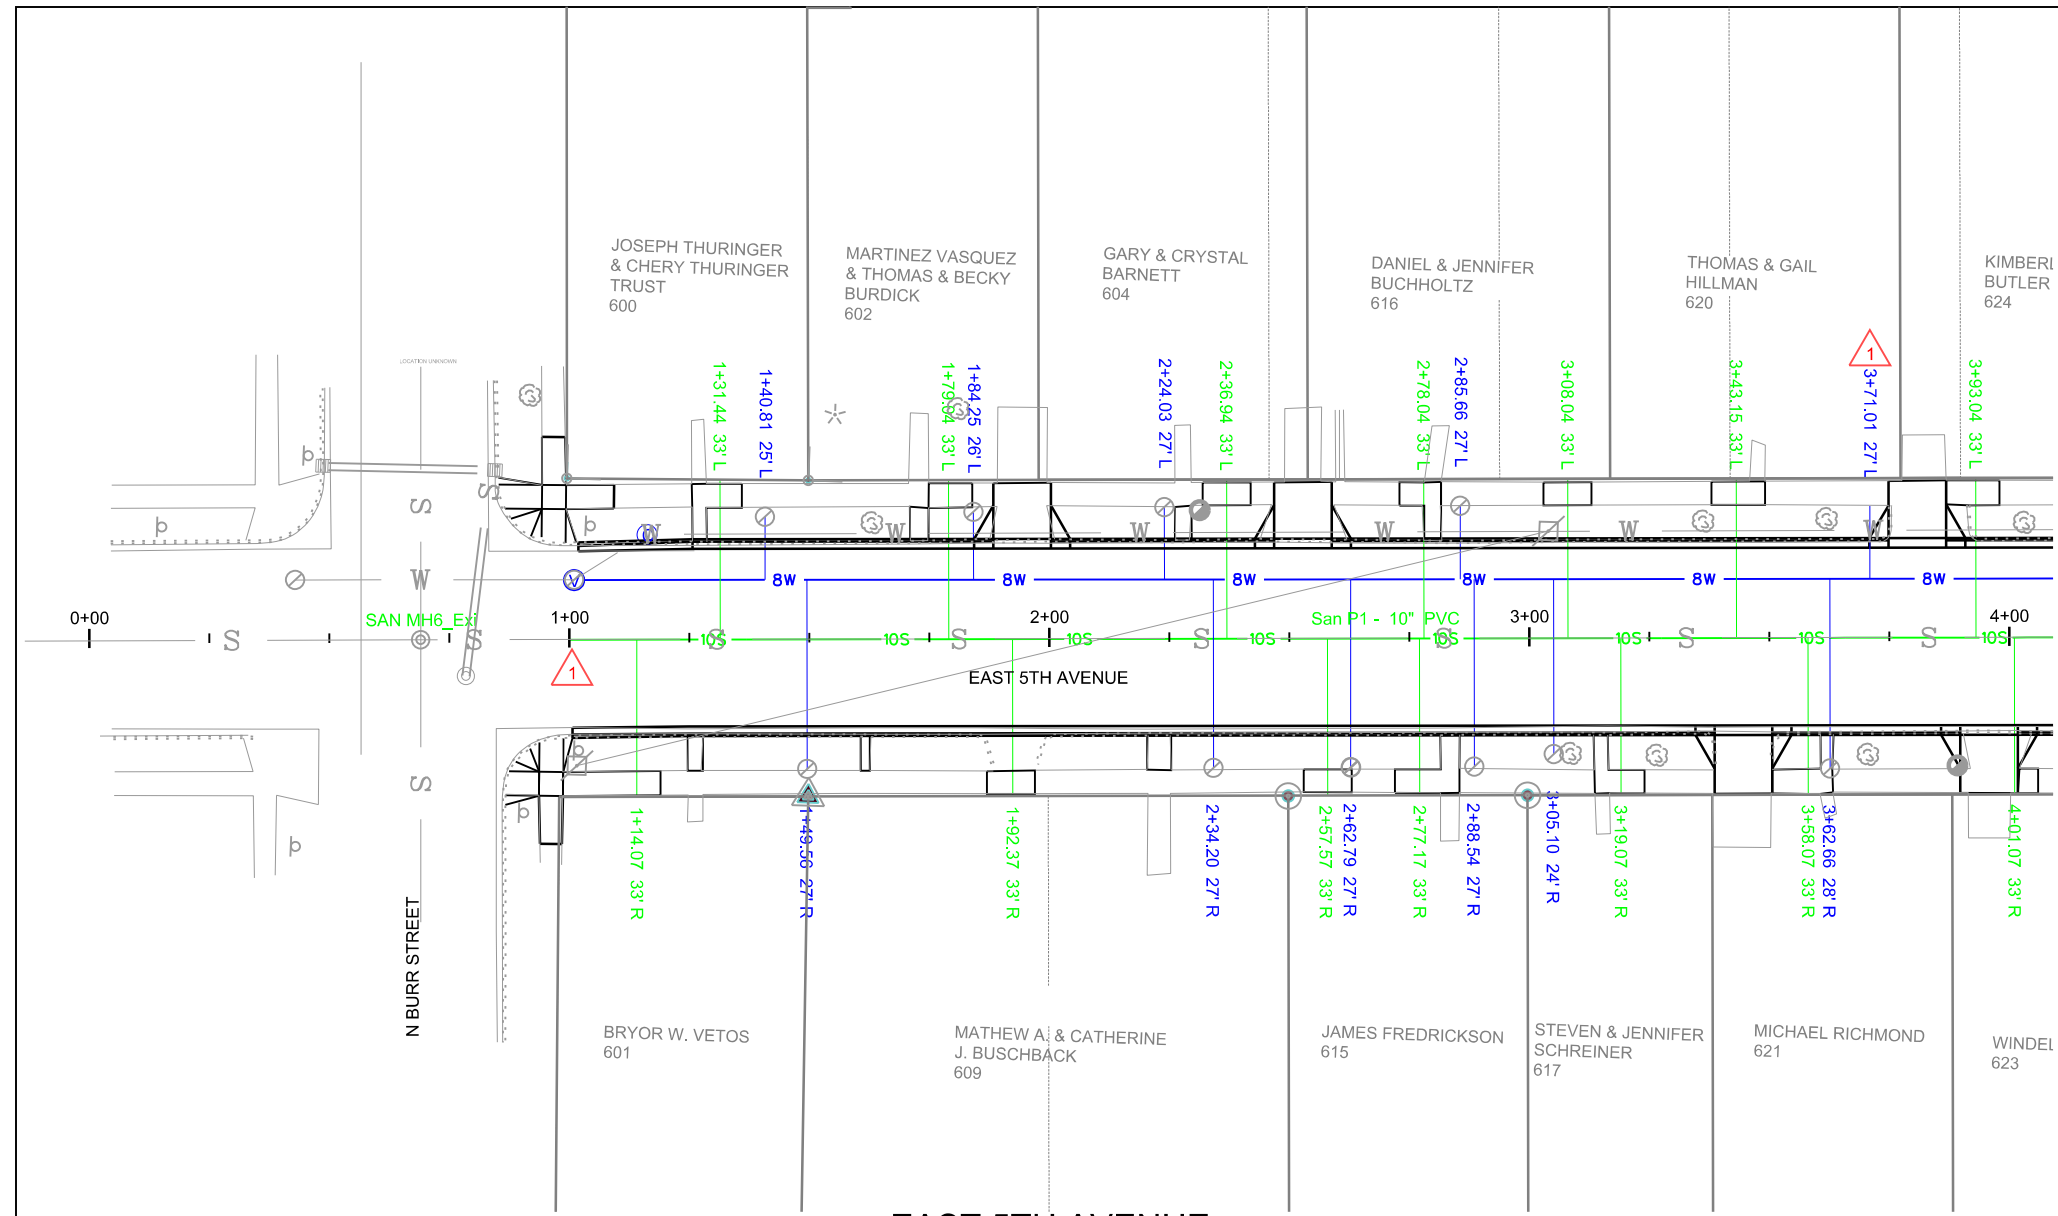 JOSEPH THURINGER
& CHERY THURINGER
TRUST
600
MARTINEZ VASQUEZ
& THOMAS & BECKY
BURDICK
602
GARY & CRYSTAL
BARNETT
604
DANIEL & JENNIFER
BUCHHOLTZ
616
THOMAS & GAIL
HILLMAN
620
KIMBERL
BUTLER
624
LOCATION UNKNOWN
1+31.44 33' L
1+40.81 25' L
1+84.25 26' L
2+24.03 27' L
2+36.94 33' L
2+78.04 33' L
2+85.66 27' L
3+08.04 33' L
3+43.15 33' L
1
3+71.01 27' L
3+93.04 33' L
S
S
W W W W W W
W
8W 8W 8W 8W 8W 8W
0+00 1+00 2+00 3+00 4+00
SAN MH6_Exi
San P1 - 10" PVC
S S S S S S S S
10S 10S 10S 10S 10S 10S 10S 10S
1
EAST 5TH AVENUE
S
1+14.07 33' R
1+49.56 27' R
1+92.37 33' R
2+34.20 27' R
2+57.57 33' R
2+62.79 27' R
2+77.17 33' R
2+88.54 27' R
3+05.10 24' R
3+19.07 33' R
3+58.07 33' R
3+62.66 28' R
4+01.07 33' R
N BURR STREET
BRYOR W. VETOS
601
MATHEW A. & CATHERINE
J. BUSCHBACK
609
JAMES FREDRICKSON
615
STEVEN & JENNIFER
SCHREINER
617
MICHAEL RICHMOND
621
WINDEL
623
EAST 5TH AVENUE